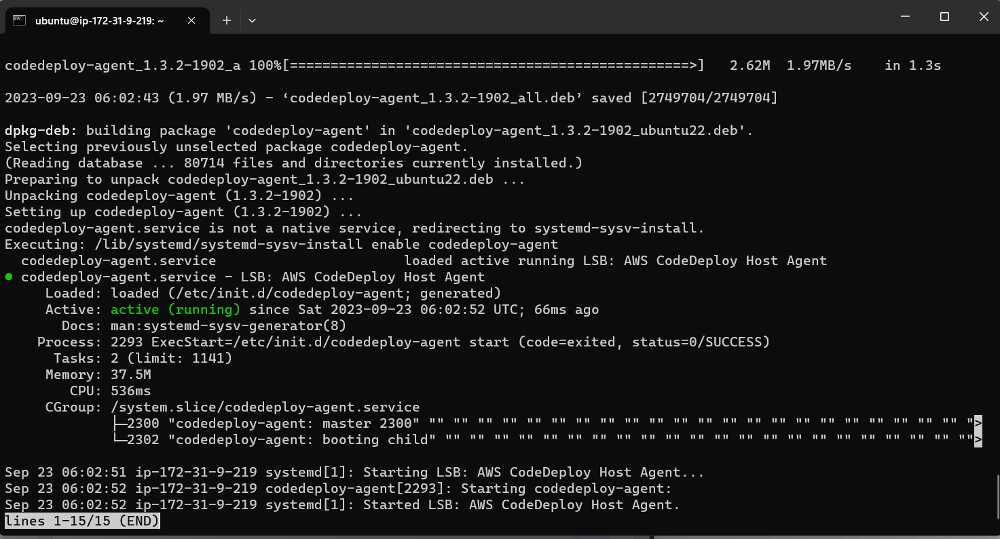 ubuntu@ip-172-31-9-219: ~
codedeploy-agent_1.3.2-1902_a 100%[=================================================>]   2.62M  1.97MB/s    in 1.3s
2023-09-23 06:02:43 (1.97 MB/s) - ‘codedeploy-agent_1.3.2-1902_all.deb’ saved [2749704/2749704]
dpkg-deb: building package 'codedeploy-agent' in 'codedeploy-agent_1.3.2-1902_ubuntu22.deb'.
Selecting previously unselected package codedeploy-agent.
(Reading database ... 80714 files and directories currently installed.)
Preparing to unpack codedeploy-agent_1.3.2-1902_ubuntu22.deb ...
Unpacking codedeploy-agent (1.3.2-1902) ...
Setting up codedeploy-agent (1.3.2-1902) ...
codedeploy-agent.service is not a native service, redirecting to systemd-sysv-install.
Executing: /lib/systemd/systemd-sysv-install enable codedeploy-agent
  codedeploy-agent.service                       loaded active running LSB: AWS CodeDeploy Host Agent
● codedeploy-agent.service - LSB: AWS CodeDeploy Host Agent
     Loaded: loaded (/etc/init.d/codedeploy-agent; generated)
     Active: active (running) since Sat 2023-09-23 06:02:52 UTC; 66ms ago
       Docs: man:systemd-sysv-generator(8)
    Process: 2293 ExecStart=/etc/init.d/codedeploy-agent start (code=exited, status=0/SUCCESS)
      Tasks: 2 (limit: 1141)
     Memory: 37.5M
        CPU: 536ms
     CGroup: /system.slice/codedeploy-agent.service
             ├─2300 "codedeploy-agent: master 2300" "" "" "" "" "" "" "" "" "" "" "" "" "" "" "" "" "" "" "" "" "" "" ">
             └─2302 "codedeploy-agent: booting child" "" "" "" "" "" "" "" "" "" "" "" "" "" "" "" "" "" "" "" "" "" "">
Sep 23 06:02:51 ip-172-31-9-219 systemd[1]: Starting LSB: AWS CodeDeploy Host Agent...
Sep 23 06:02:52 ip-172-31-9-219 codedeploy-agent[2293]: Starting codedeploy-agent:
Sep 23 06:02:52 ip-172-31-9-219 systemd[1]: Started LSB: AWS CodeDeploy Host Agent.
lines 1-15/15 (END)